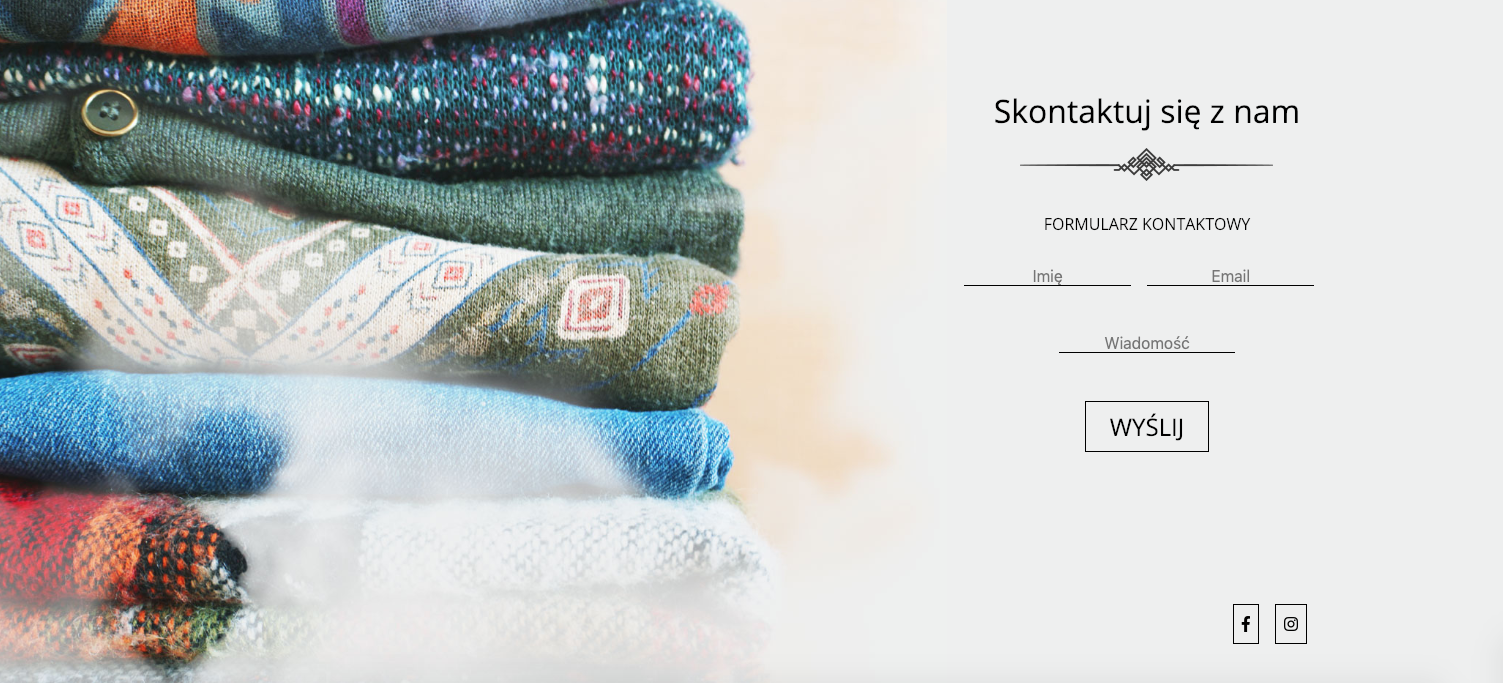 Skontaktuj się z nam
FORMULARZ KONTAKTOWY
Imię Email
Wiadomość
WYŚLIJ